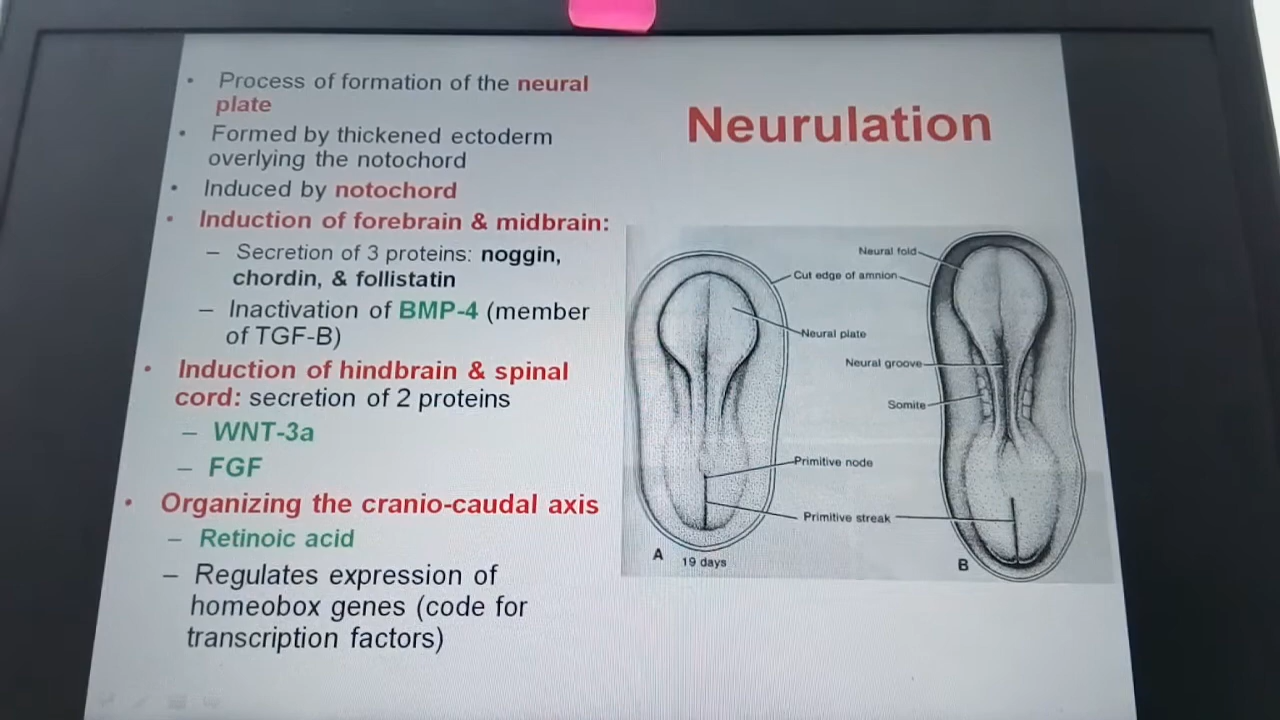 • Process of formation of the neural
plate
• Formed by thickened ectoderm
overlying the notochord
• Induced by notochord
• Induction of forebrain & midbrain:
– Secretion of 3 proteins: noggin,
chordin, & follistatin
– Inactivation of BMP-4 (member
of TGF-B)
• Induction of hindbrain & spinal
cord: secretion of 2 proteins
– WNT-3a
– FGF
• Organizing the cranio-caudal axis
– Retinoic acid
– Regulates expression of
homeobox genes (code for
transcription factors)
Neurulation
Neural fold
Cut edge of amnion
Neural plate
Neural groove
Somite
Primitive node
Primitive streak
A 19 days
B